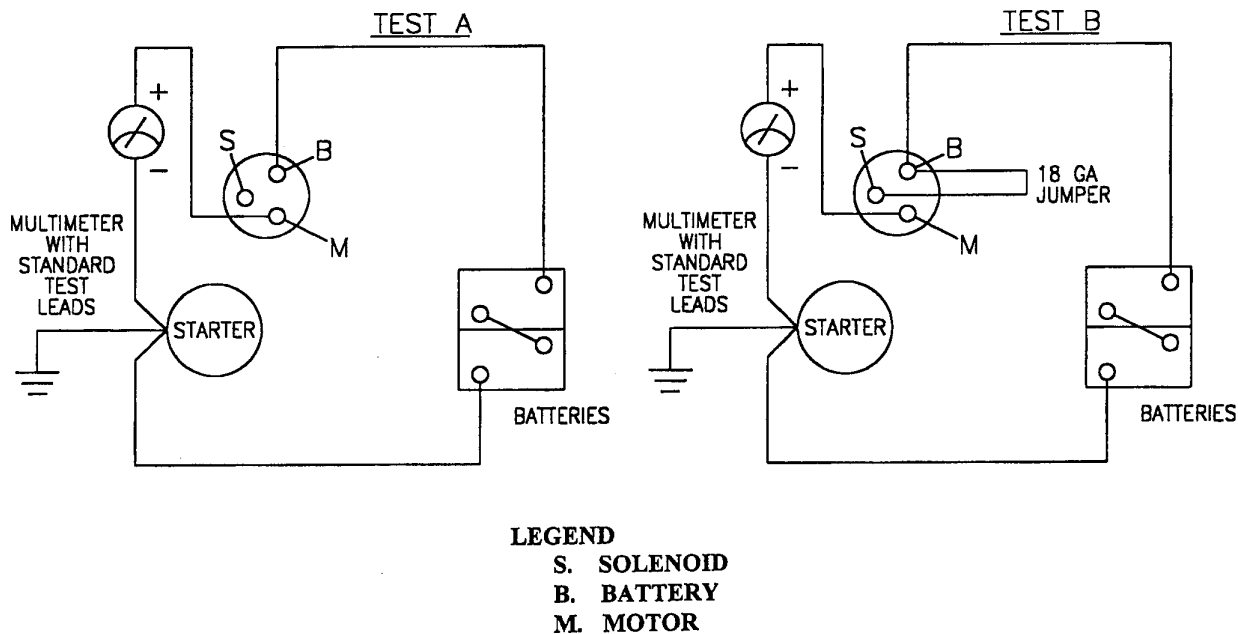 TEST A
+
S
B
-
M
MULTIMETER
WITH
STANDARD
TEST
LEADS
STARTER
BATTERIES
TEST B
+
S
B
-
18 GA
JUMPER
M
MULTIMETER
WITH
STANDARD
TEST
LEADS
STARTER
BATTERIES
LEGEND
S. SOLENOID
B. BATTERY
M. MOTOR